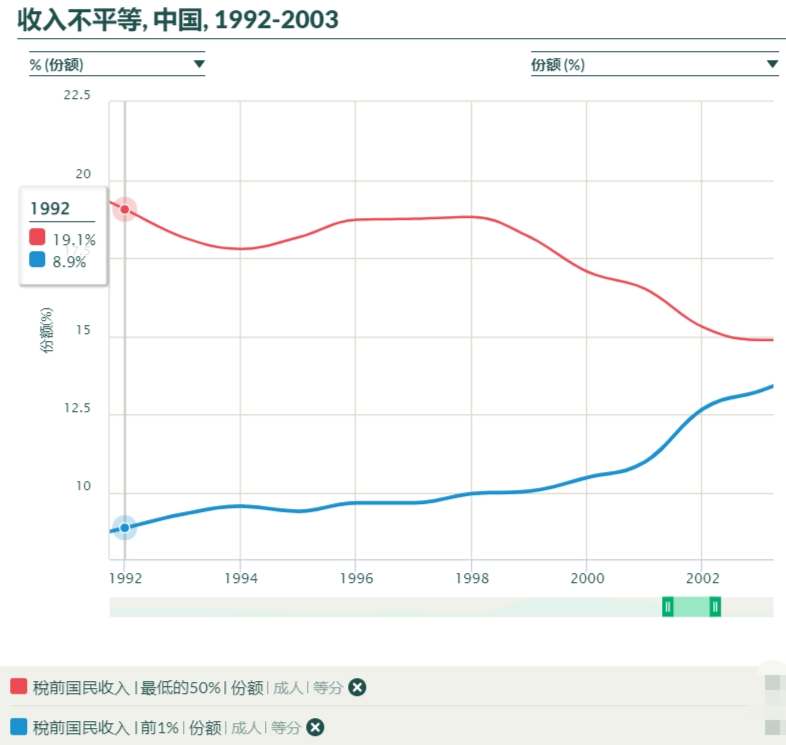 收入不平等, 中国, 1992-2003
% (份额)
份额 (%)
22.5
20
1992
19.1%
17.5
8.9%
份额(%)
15
12.5
10
1992 1994 1996 1998 2000 2002
税前国民收入 | 最低的50% | 份额 | 成人 | 等分
税前国民收入 | 前1% | 份额 | 成人 | 等分